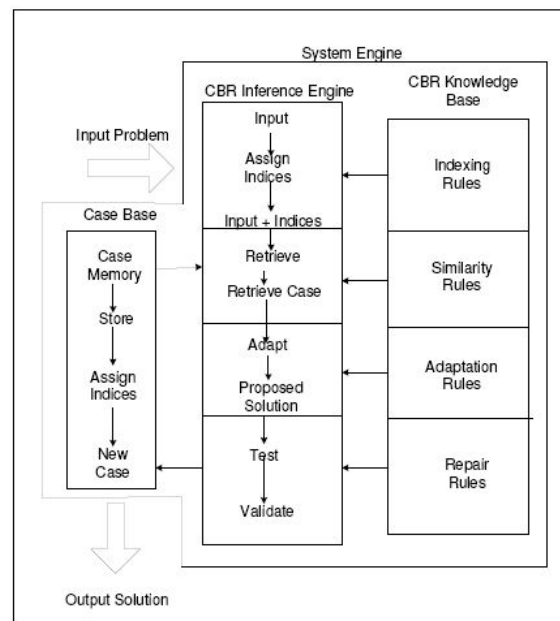 System Engine
CBR Inference Engine
CBR Knowledge
Base
Input Problem
Input
Assign
Indices
Input + Indices
Indexing
Rules
Case Base
Case
Memory
Store
Assign
Indices
New
Case
Retrieve
Retrieve Case
Similarity
Rules
Adapt
Proposed
Solution
Adaptation
Rules
Test
Validate
Repair
Rules
Output Solution